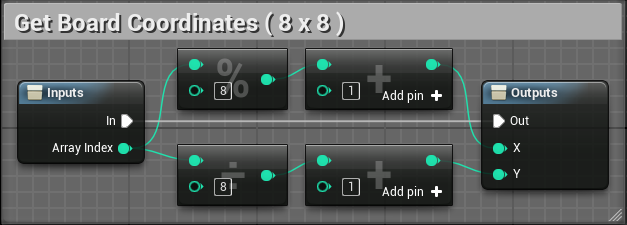 Get Board Coordinates ( 8 x 8 )
Inputs
In
Array Index
%
8
+
1
Add pin +
÷
8
+
1
Add pin +
Outputs
Out
X
Y